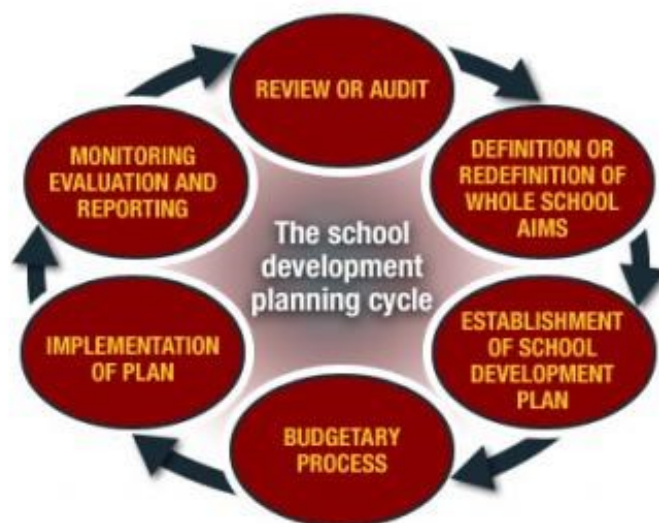 REVIEW OR AUDIT
DEFINITION OR
REDEFINITION OF
WHOLE SCHOOL
AIMS
ESTABLISHMENT
OF SCHOOL
DEVELOPMENT
PLAN
BUDGETARY
PROCESS
IMPLEMENTATION
OF PLAN
MONITORING
EVALUATION AND
REPORTING
The school
development
planning cycle